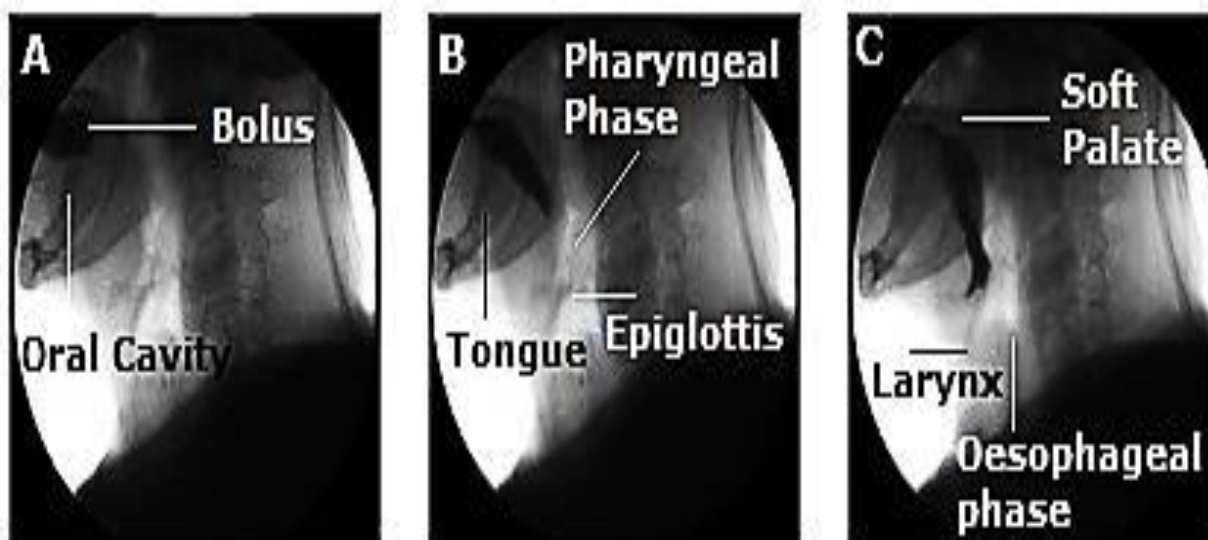 A
Bolus
Oral Cavity
B
Pharyngeal
Phase
Tongue
Epiglottis
C
Soft
Palate
Larynx
Oesophageal
phase